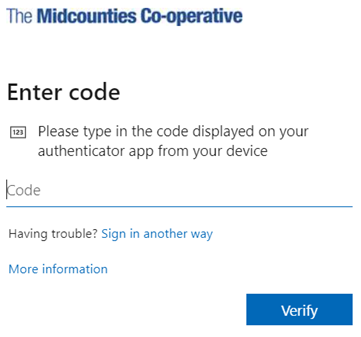 The Midcounties Co-operative
Enter code
123
Please type in the code displayed on your
authenticator app from your device
Code
Having trouble? Sign in another way
More information
Verify